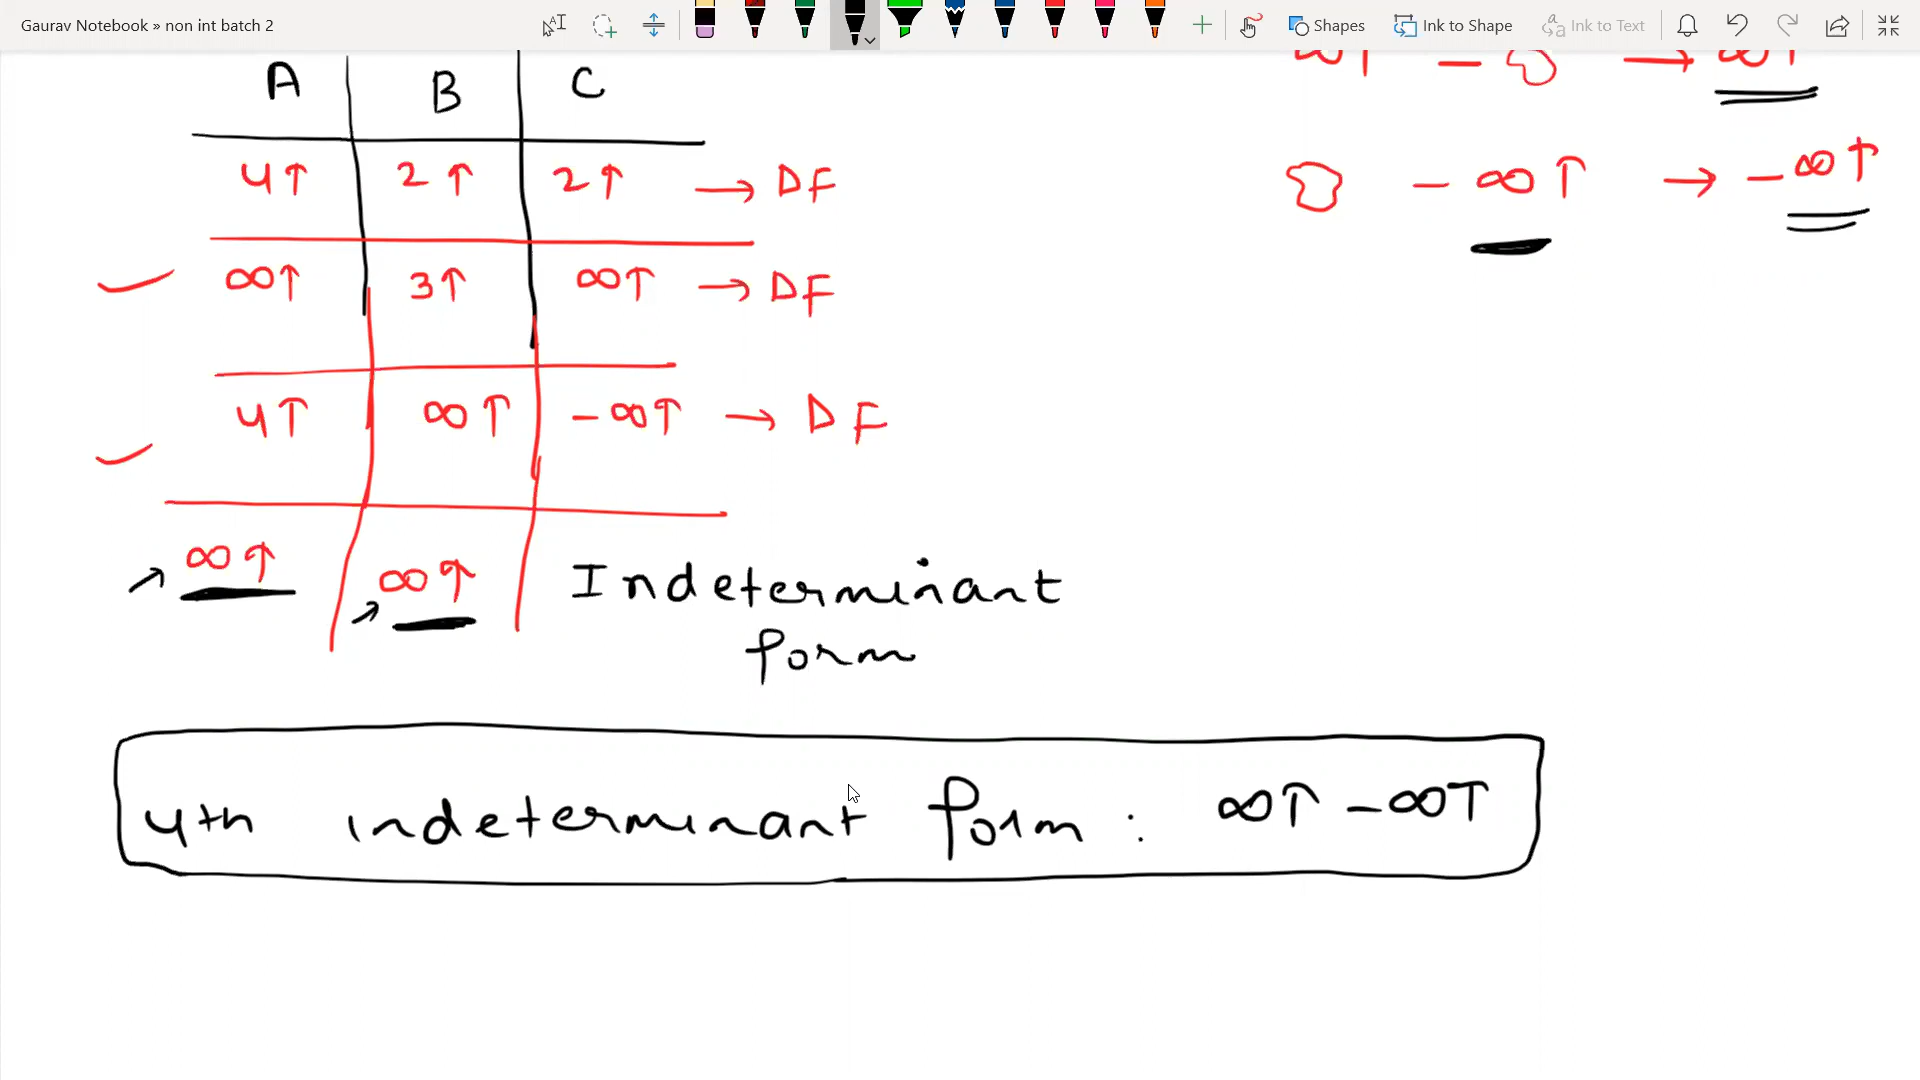 Gaurav Notebook » non int batch 2
Shapes
Ink to Shape
Ink to Text
A B C
4↑ 2↑ 2↑ → DF
∞↑ 3↑ ∞↑ → DF
4↑ ∞↑ -∞↑ → DF
∞↑ ∞↑ Indeterminant
form
- → ∞↑
- ∞↑ → -∞↑
4th indeterminant form : ∞↑ - ∞↑